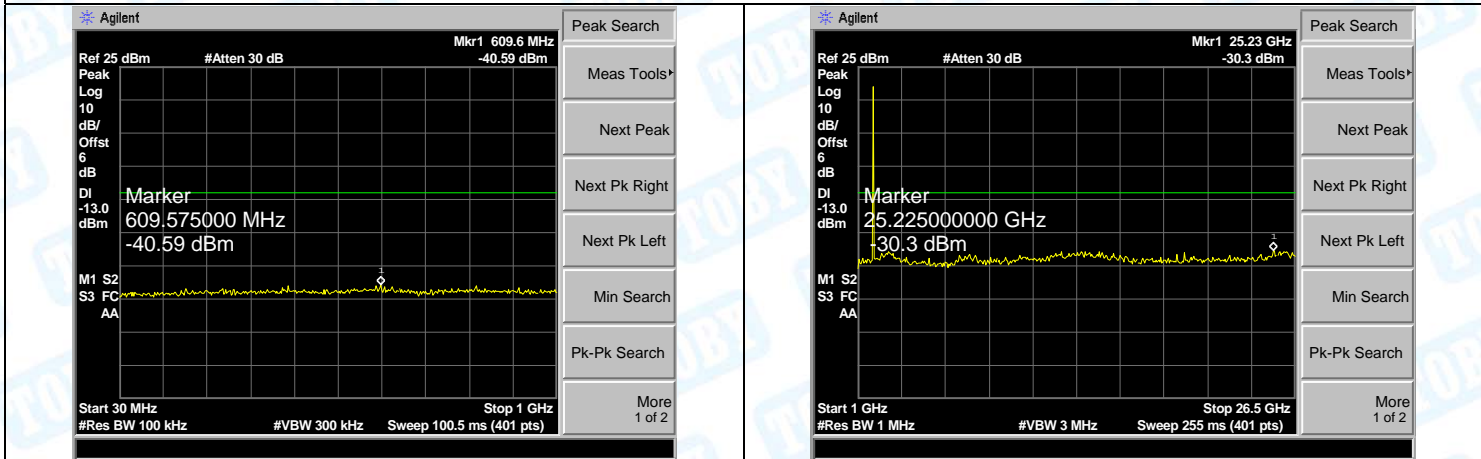 Agilent
Peak Search
Mkr1 609.6 MHz
Ref 25 dBm #Atten 30 dB -40.59 dBm
Peak
Log
10
dB/
Offst
6
dB
DI
-13.0
dBm
Marker
609.575000 MHz
-40.59 dBm
1
M1 S2
S3 FC
AA
Start 30 MHz Stop 1 GHz
#Res BW 100 kHz #VBW 300 kHz Sweep 100.5 ms (401 pts)
Meas Tools
Next Peak
Next Pk Right
Next Pk Left
Min Search
Pk-Pk Search
More
1 of 2
Agilent
Peak Search
Mkr1 25.23 GHz
Ref 25 dBm #Atten 30 dB -30.3 dBm
Peak
Log
10
dB/
Offst
6
dB
DI
-13.0
dBm
Marker
25.225000000 GHz
-30.3 dBm
1
M1 S2
S3 FC
AA
Start 1 GHz Stop 26.5 GHz
#Res BW 1 MHz #VBW 3 MHz Sweep 255 ms (401 pts)
Meas Tools
Next Peak
Next Pk Right
Next Pk Left
Min Search
Pk-Pk Search
More
1 of 2
TOBY